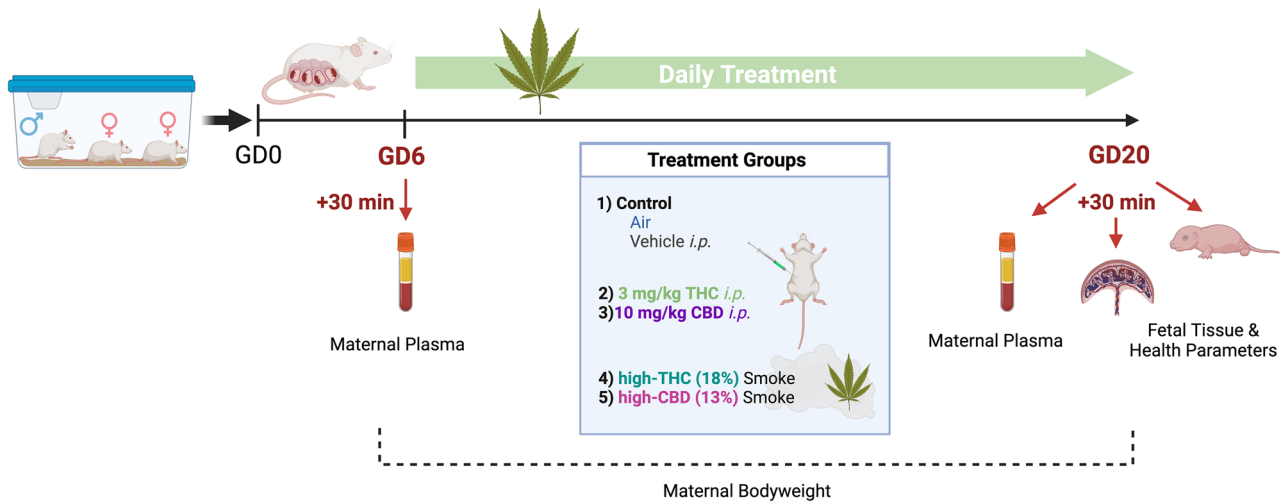 Daily Treatment
GD0
GD6
GD20
+30 min
Maternal Plasma
Treatment Groups
1) Control
Air
Vehicle i.p.
2) 3 mg/kg THC i.p.
3)10 mg/kg CBD i.p.
4) high-THC (18%) Smoke
5) high-CBD (13%) Smoke
+30 min
Maternal Plasma
Fetal Tissue &
Health Parameters
Maternal Bodyweight